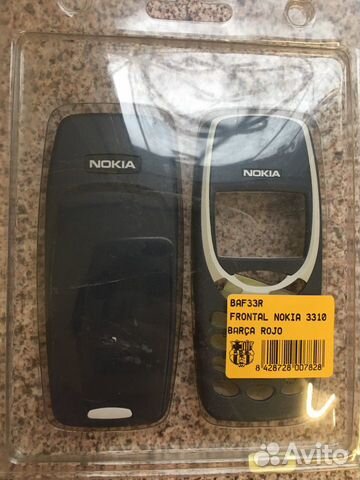 NOKIA
NOKIA
BAF33R
FRONTAL NOKIA 3310
BARÇA ROJO
8 428728 007828
Avito